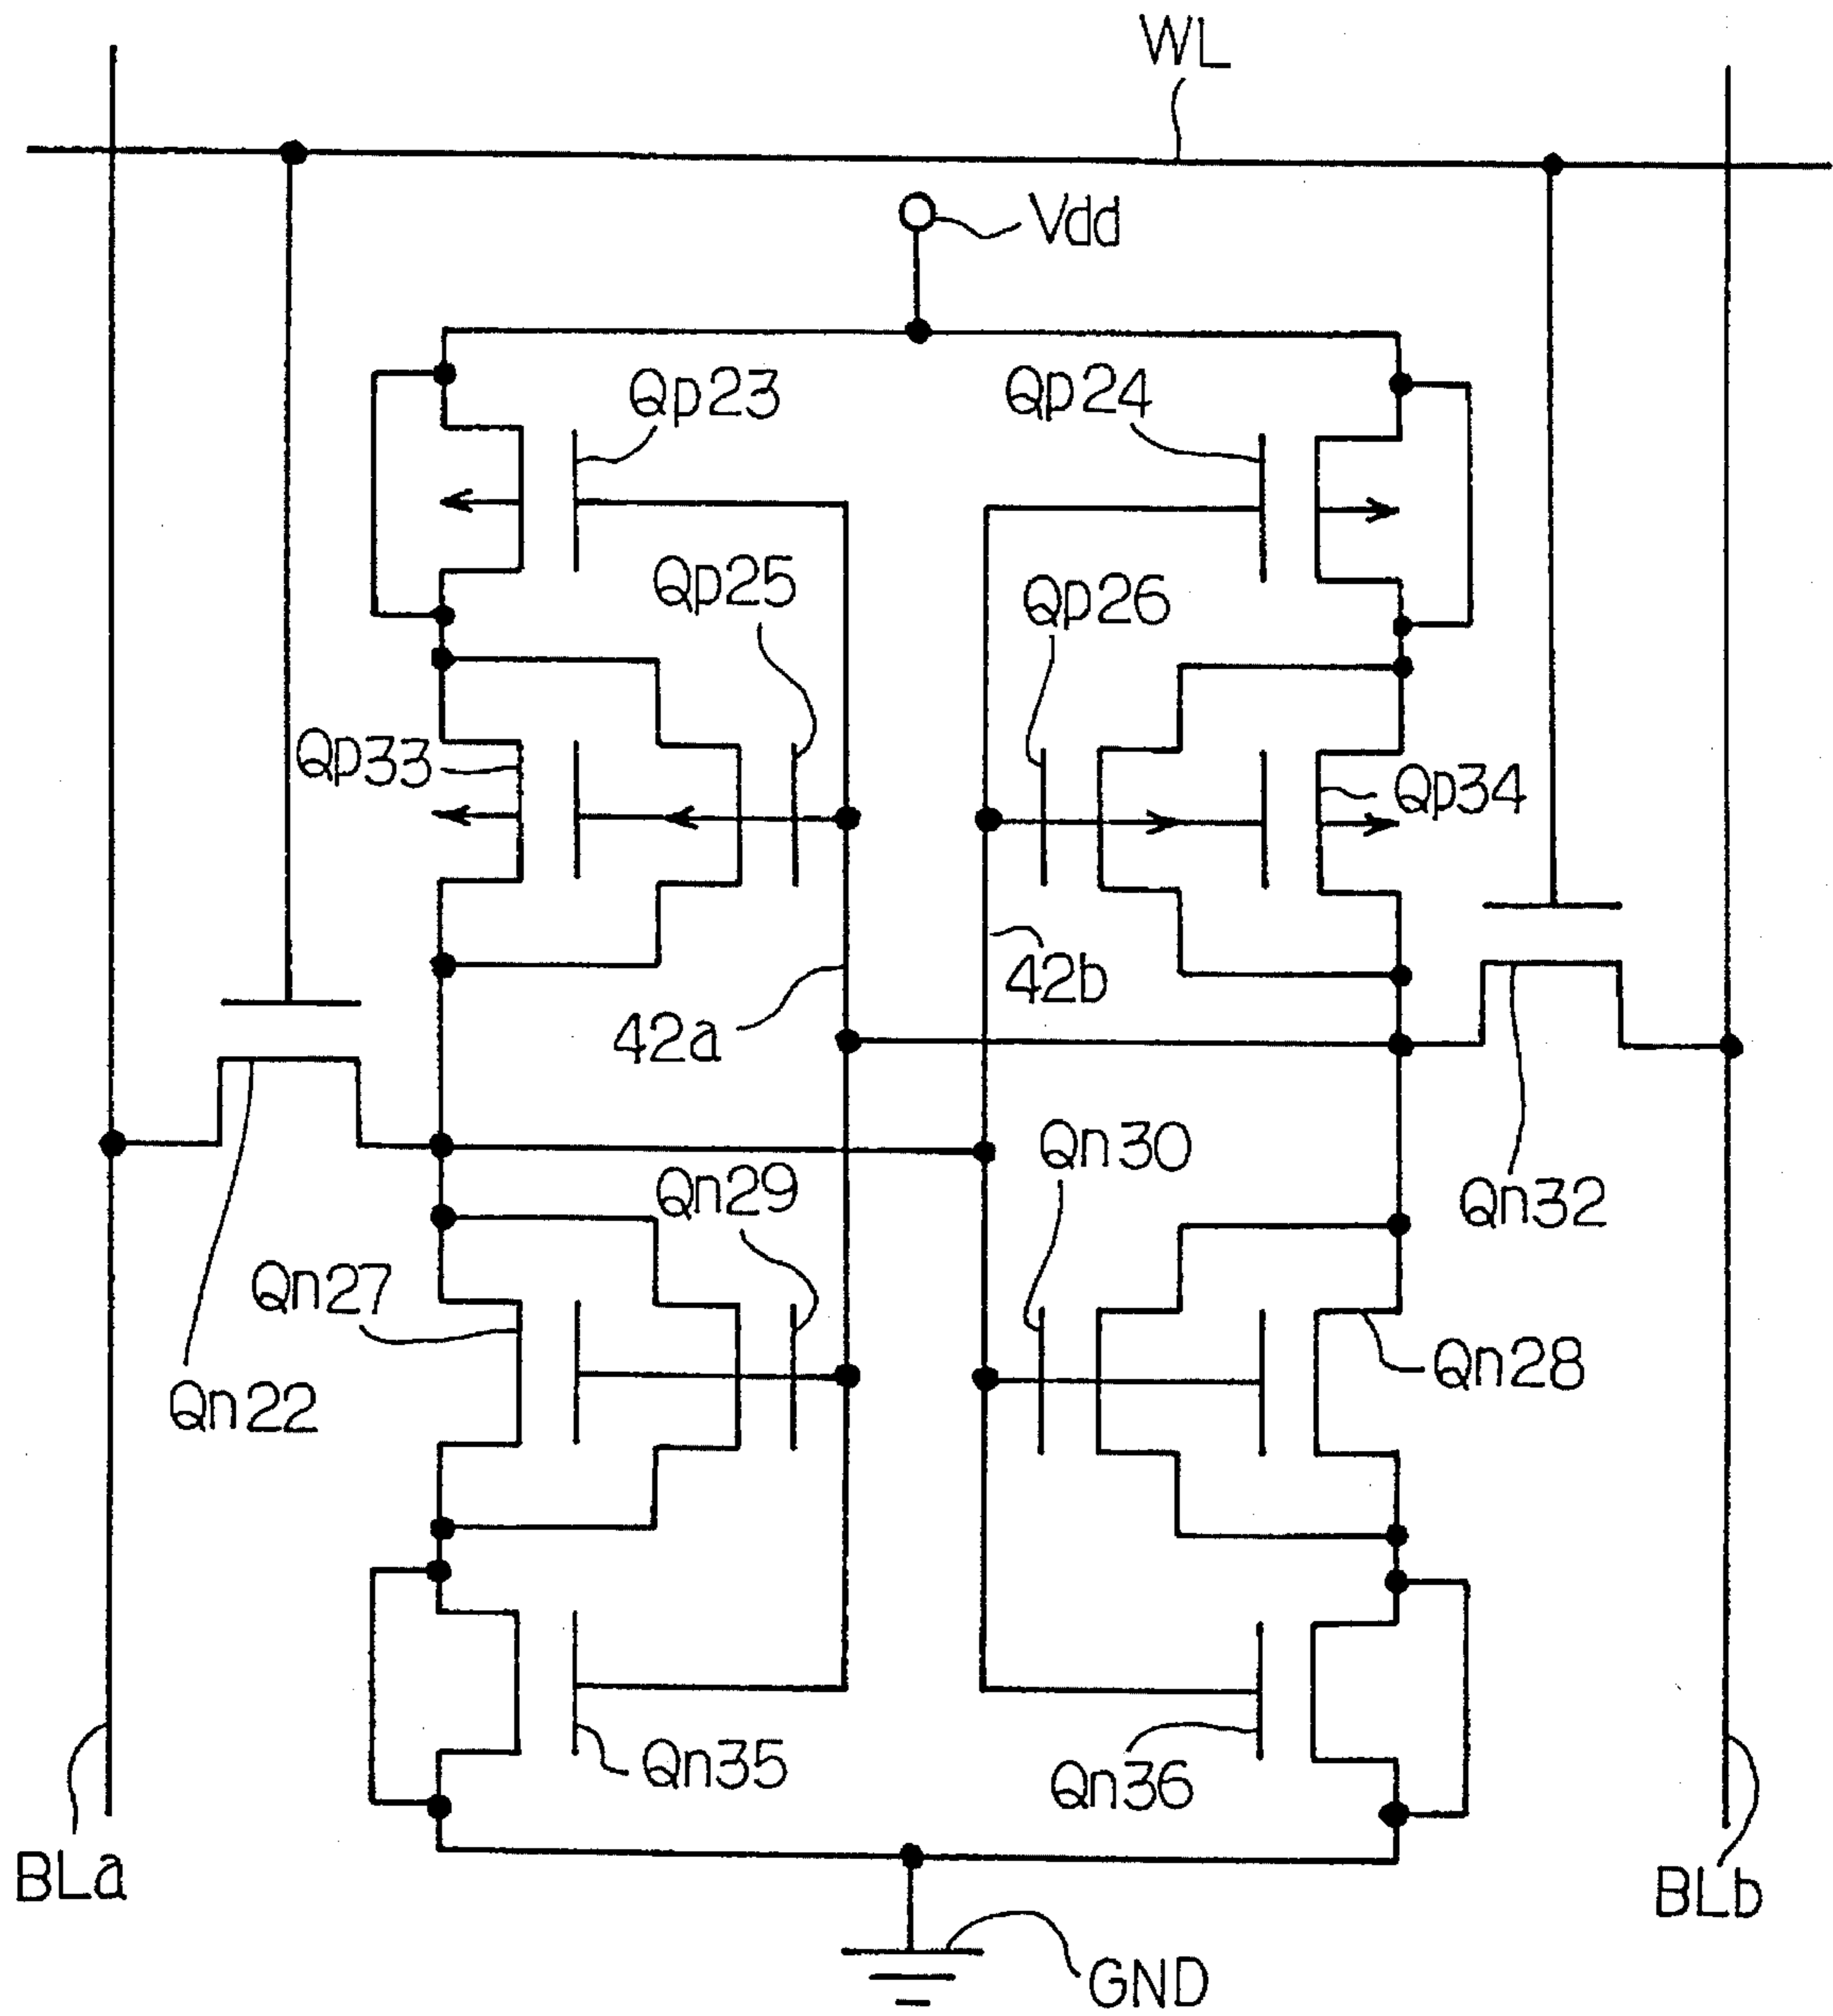 WL
Vdd
Qp23
Qp24
Qp25
Qp26
Qp33
Qp34
42b
42a
Qn30
Qn29
Qn32
Qn27
Qn28
Qn22
Qn35
Qn36
BLa
BLb
GND